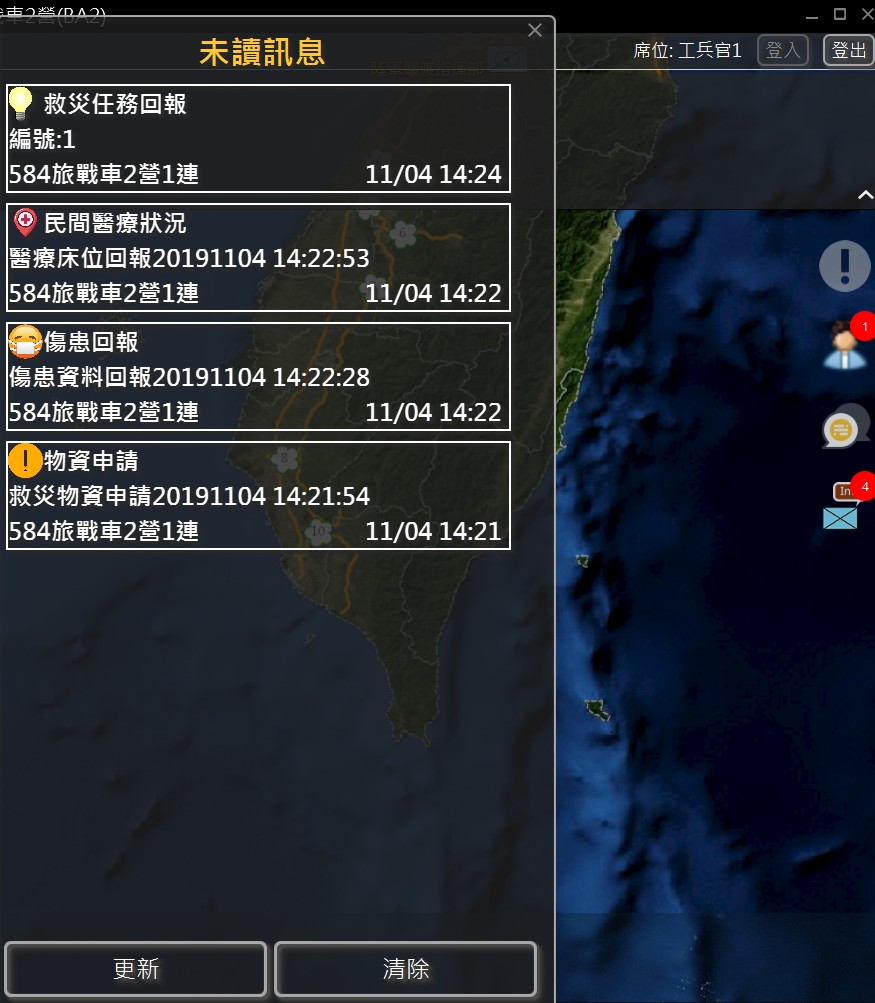 戰車2營(BA2)
席位: 工兵官1
登入
登出
未讀訊息
救災任務回報
編號:1
584旅戰車2營1連
11/04 14:24
民間醫療狀況
醫療床位回報20191104 14:22:53
584旅戰車2營1連
11/04 14:22
傷患回報
傷患資料回報20191104 14:22:28
584旅戰車2營1連
11/04 14:22
物資申請
救災物資申請20191104 14:21:54
584旅戰車2營1連
11/04 14:21
6
8
10
1
4
更新
清除